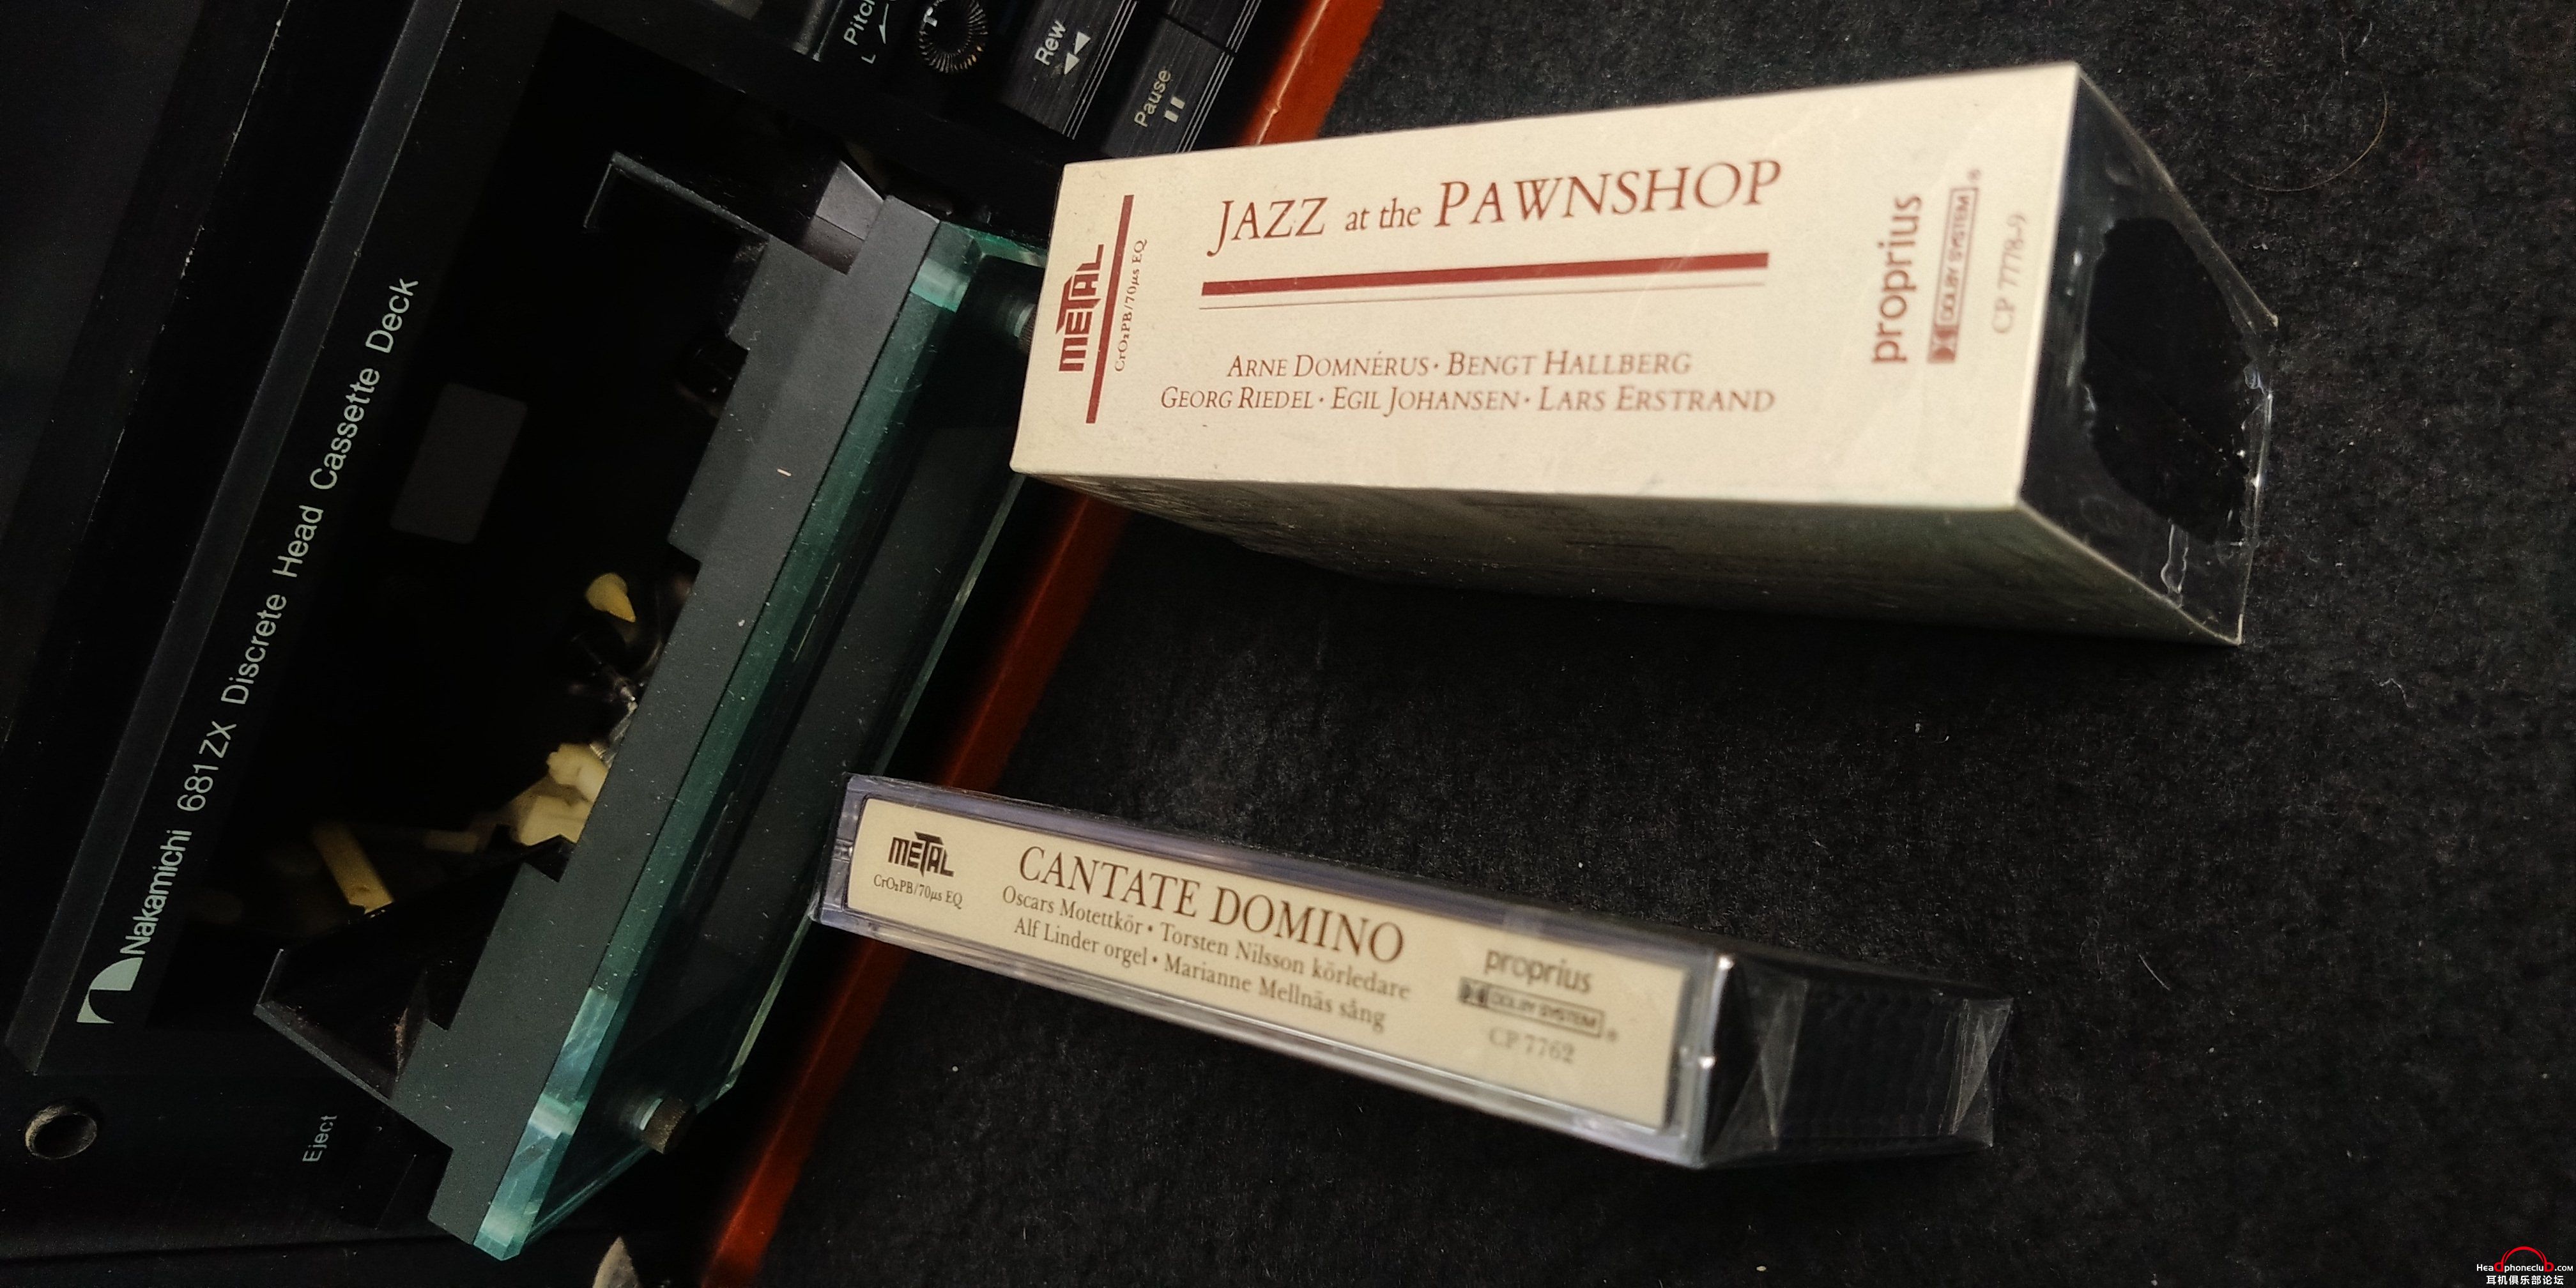 Nakamichi 681ZX Discrete Head Cassette Deck
Eject
Pitch
L
Rew
Pause
METAL
CrO₂PB/70µs EQ
JAZZ at the PAWNSHOP
ARNE DOMNÉRUS · BENGT HALLBERG
GEORG RIEDEL · EGIL JOHANSEN · LARS ERSTRAND
proprius
DOLBY SYSTEM®
CP 7778-9
METAL
CrO₂PB/70µs EQ
CANTATE DOMINO
Oscars Motettkör • Torsten Nilsson körledare
Alf Linder orgel • Marianne Mellnäs sång
proprius
DOLBY SYSTEM®
CP 7762
Headphoneclub.com
耳机俱乐部论坛